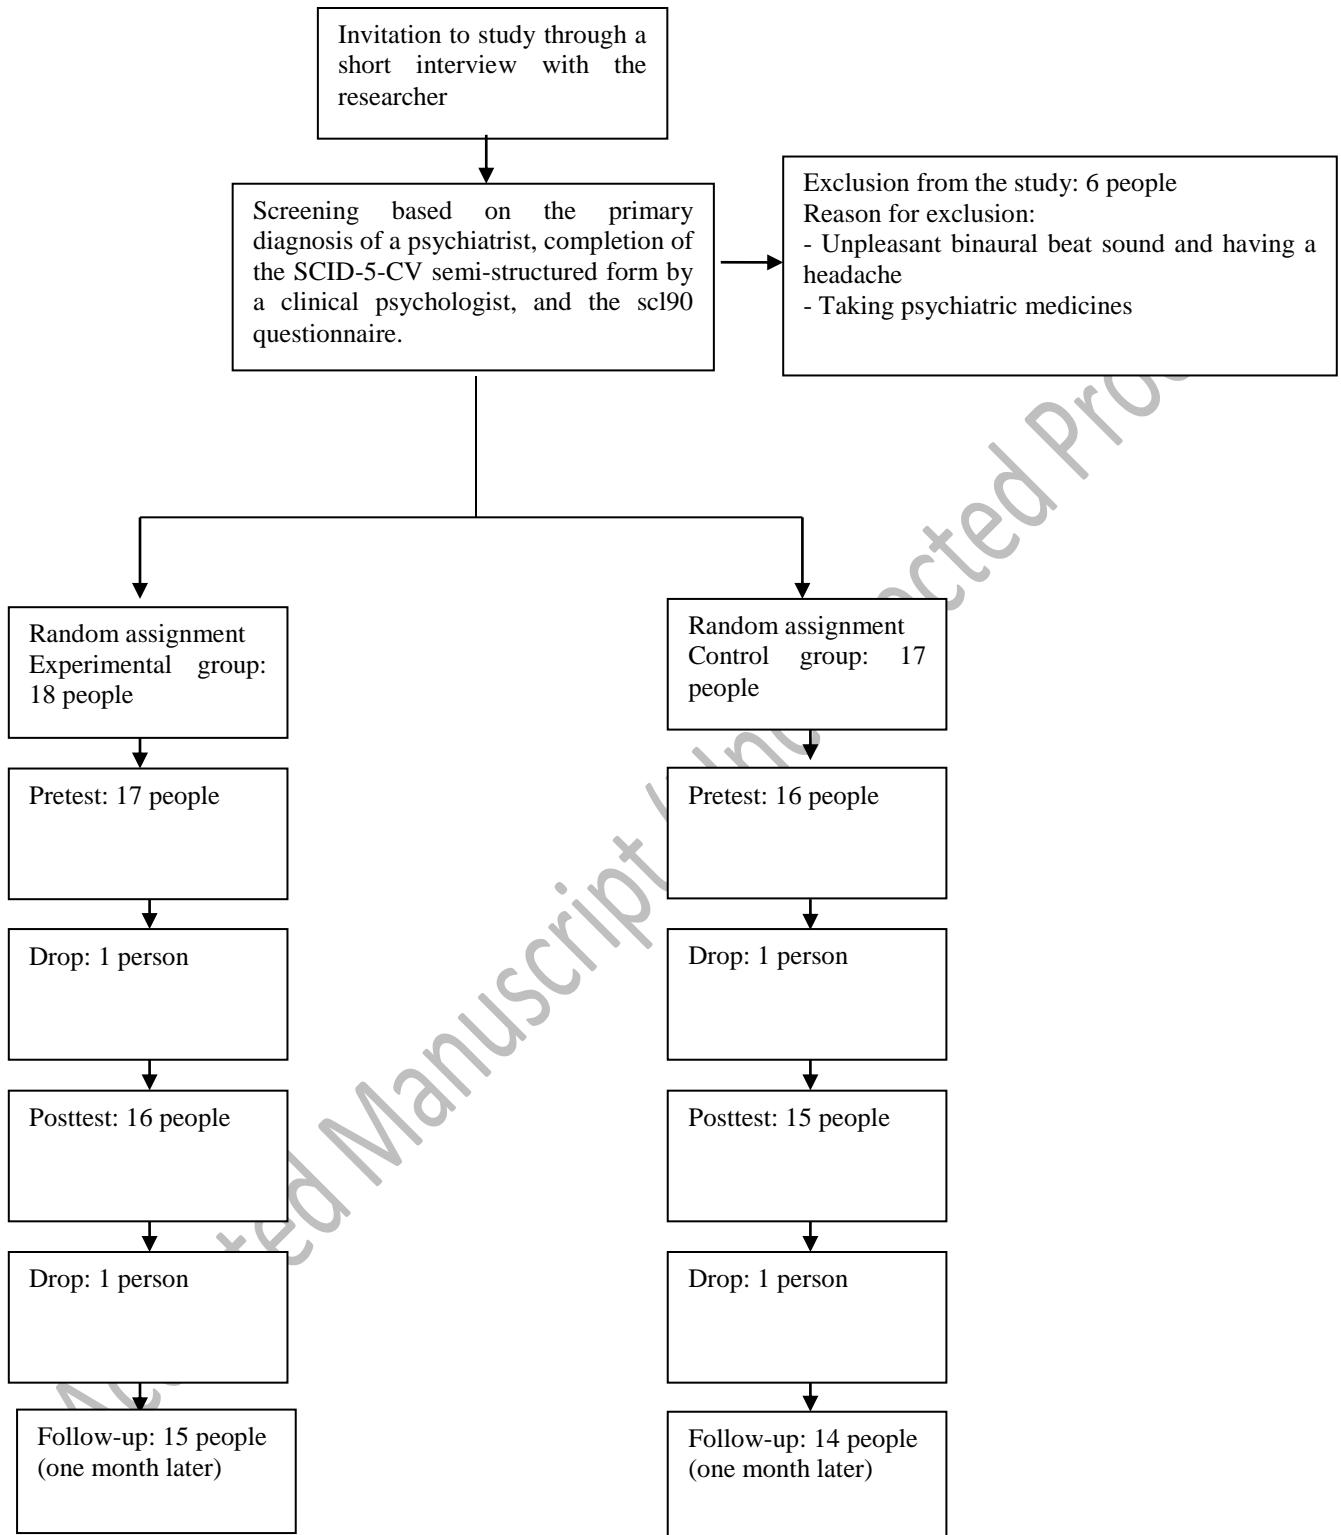 Invitation to study through a
short interview with the
researcher
Screening based on the primary
diagnosis of a psychiatrist, completion of
the SCID-5-CV semi-structured form by
a clinical psychologist, and the scl90
questionnaire.
Exclusion from the study: 6 people
Reason for exclusion:
- Unpleasant binaural beat sound and having a
headache
- Taking psychiatric medicines
Random assignment
Experimental group:
18 people
Random assignment
Control group: 17
people
Pretest: 17 people
Pretest: 16 people
Drop: 1 person
Drop: 1 person
Posttest: 16 people
Posttest: 15 people
Drop: 1 person
Drop: 1 person
Follow-up: 15 people
(one month later)
Follow-up: 14 people
(one month later)
Manuscript